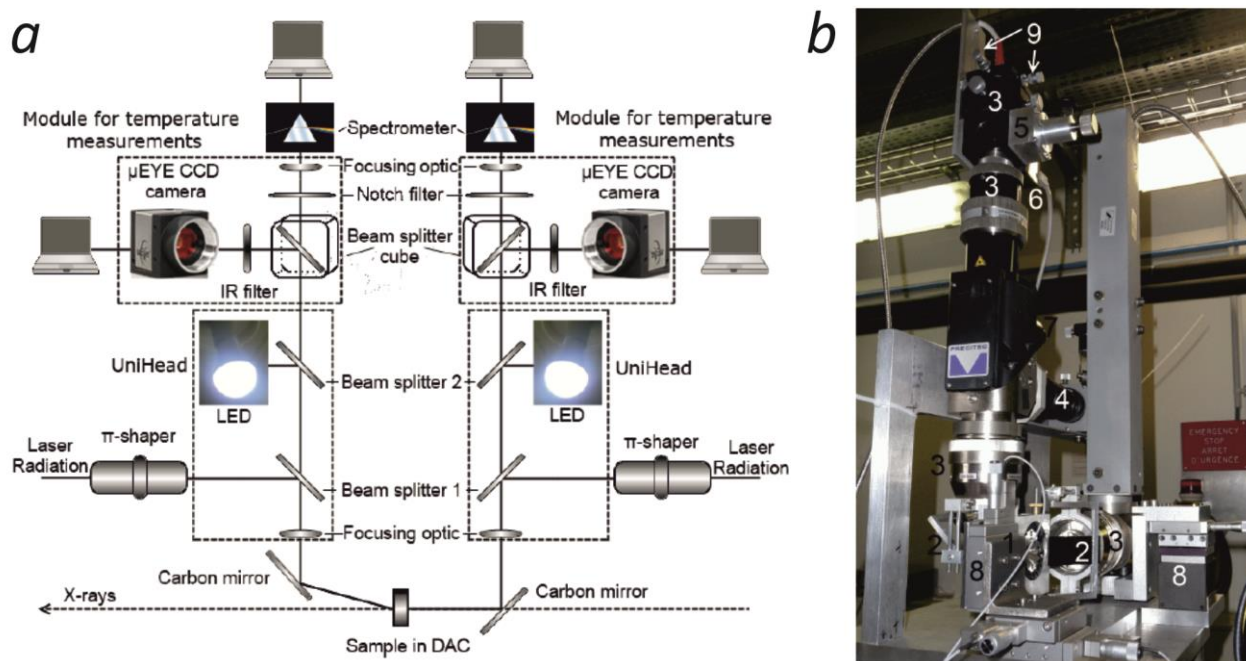 a
b
Module for temperature
measurements
Spectrometer
Module for temperature
measurements
µEYE CCD
camera
Focusing optic
µEYE CCD
camera
Notch filter
Beam splitter
cube
IR filter
IR filter
UniHead
LED
Beam splitter 2
UniHead
LED
Laser
Radiation
π-shaper
Beam splitter 1
π-shaper
Laser
Radiation
Focusing optic
Carbon mirror
Carbon mirror
X-rays
Sample in DAC
9
3
5
3
6
7
PRECITEC
4
EMERGENCY
STOP
ARRET
D'URGENCE
3
2
1
2
3
8
8